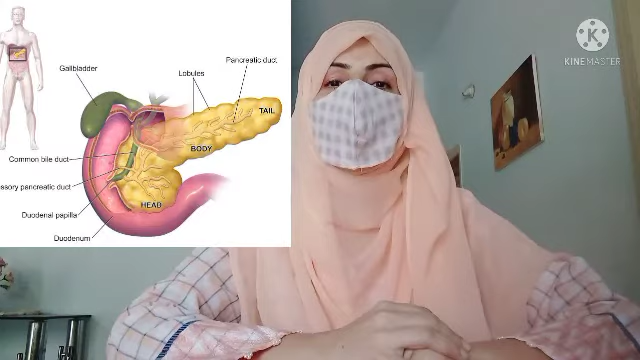 Gallbladder
Lobules
Pancreatic duct
TAIL
BODY
Common bile duct
ssory pancreatic duct
Duodenal papilla
HEAD
Duodenum
KINEMASTER